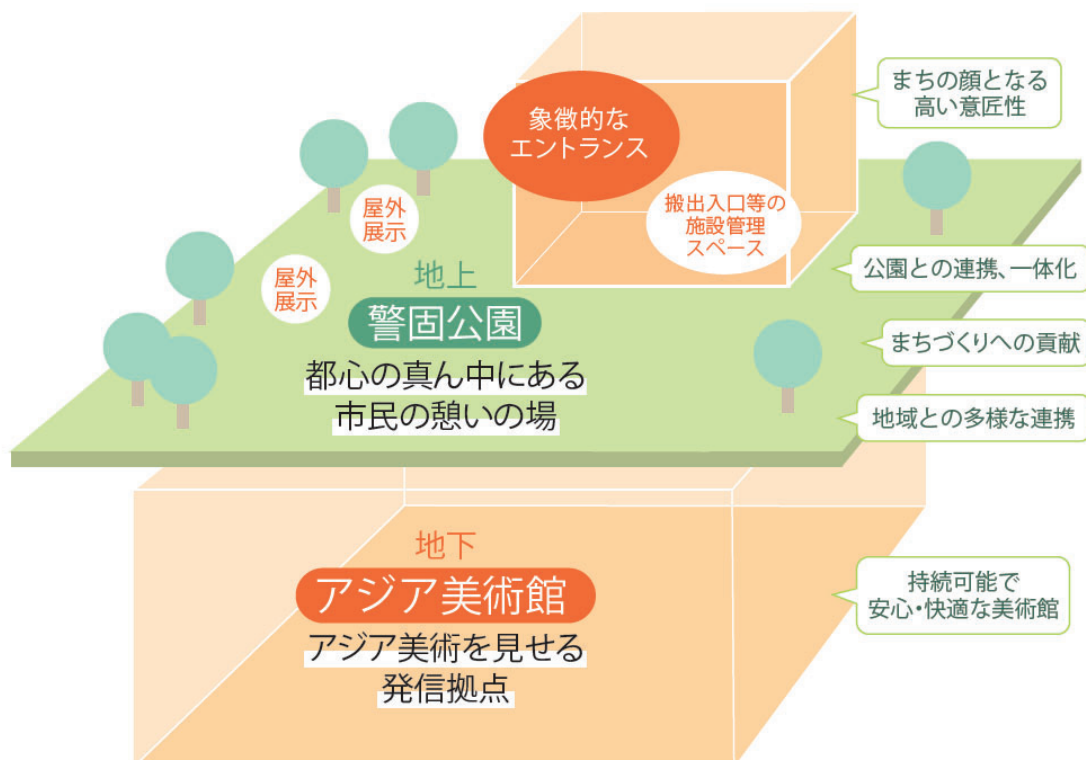 象徴的な
エントランス
搬出入口等の
施設管理
スペース
まちの顔となる
高い意匠性
屋外
展示
屋外
展示
地上
警固公園
都心の真ん中にある
市民の憩いの場
公園との連携、一体化
まちづくりへの貢献
地域との多様な連携
地下
アジア美術館
アジア美術を見せる
発信拠点
持続可能で
安心・快適な美術館